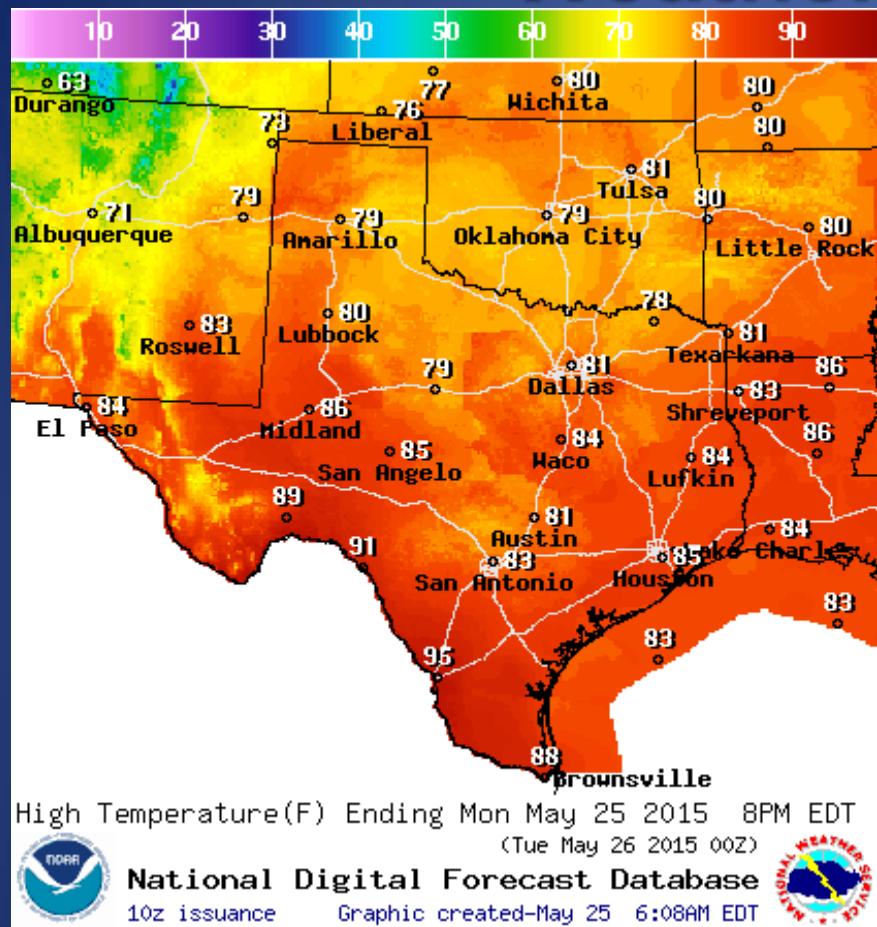 10 20 30 40 50 60 70 80 90
63 77 80 80
Durango Wichita
76
Liberal
73 80
81
Tulsa
71 79 79 79 80 80
Albuquerque Amarillo Oklahoma City Little Rock
83 80 78 81
Roswell Lubbock Texarkana
79 81 83 86
Dallas Shreveport
84 86
El Paso Midland
85 84 84 86
San Angelo Waco Lufkin
89 81 84
Austin
91 83 85 Lake Charles
San Antonio Houston
83 83
95
88
Brownsville
High Temperature(F) Ending Mon May 25 2015 8PM EDT
(Tue May 26 2015 00Z)
NOAA
National Digital Forecast Database
10z issuance Graphic created-May 25 6:08AM EDT
NATIONAL WEATHER SERVICE